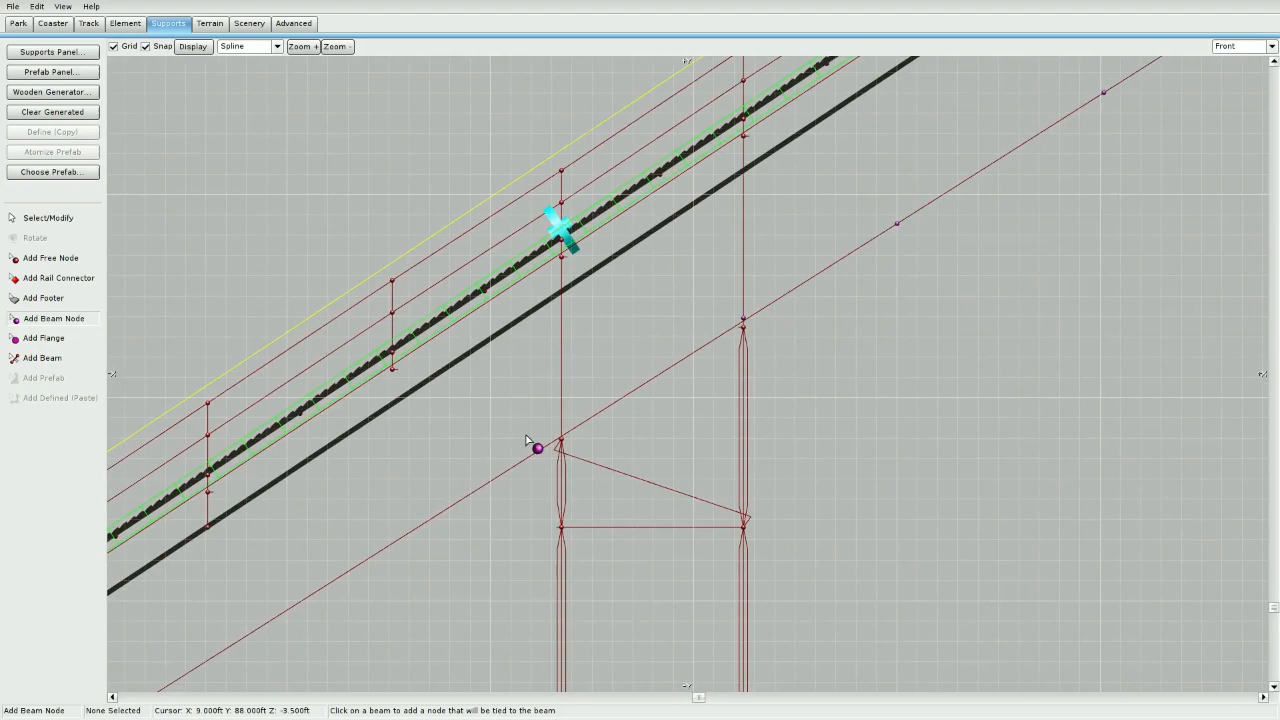 File Edit View Help
Park Coaster Track Element Supports Terrain Scenery Advanced
Supports Panel... Grid Snap Display Spline Zoom + Zoom - Front
Prefab Panel...
Wooden Generator...
Clear Generated
Define (Copy)
Atomize Prefab
Choose Prefab...
Select/Modify
Rotate
Add Free Node
Add Rail Connector
Add Footer
Add Beam Node
Add Flange
Add Beam
Add Prefab
Add Defined (Paste)
Add Beam Node None Selected Cursor: X: 9.000ft Y: 88.000ft Z: -3.500ft Click on a beam to add a node that will be tied to the beam